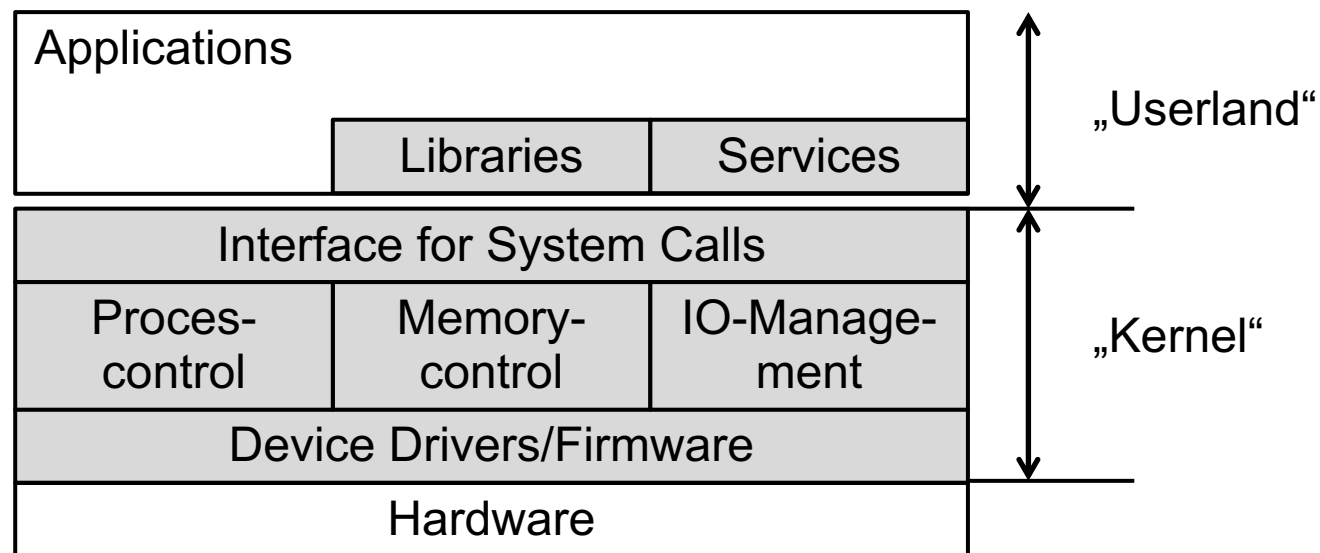 Applications
„Userland“
Libraries
Services
Interface for System Calls
Proces-
control
Memory-
control
IO-Manage-
ment
„Kernel“
Device Drivers/Firmware
Hardware